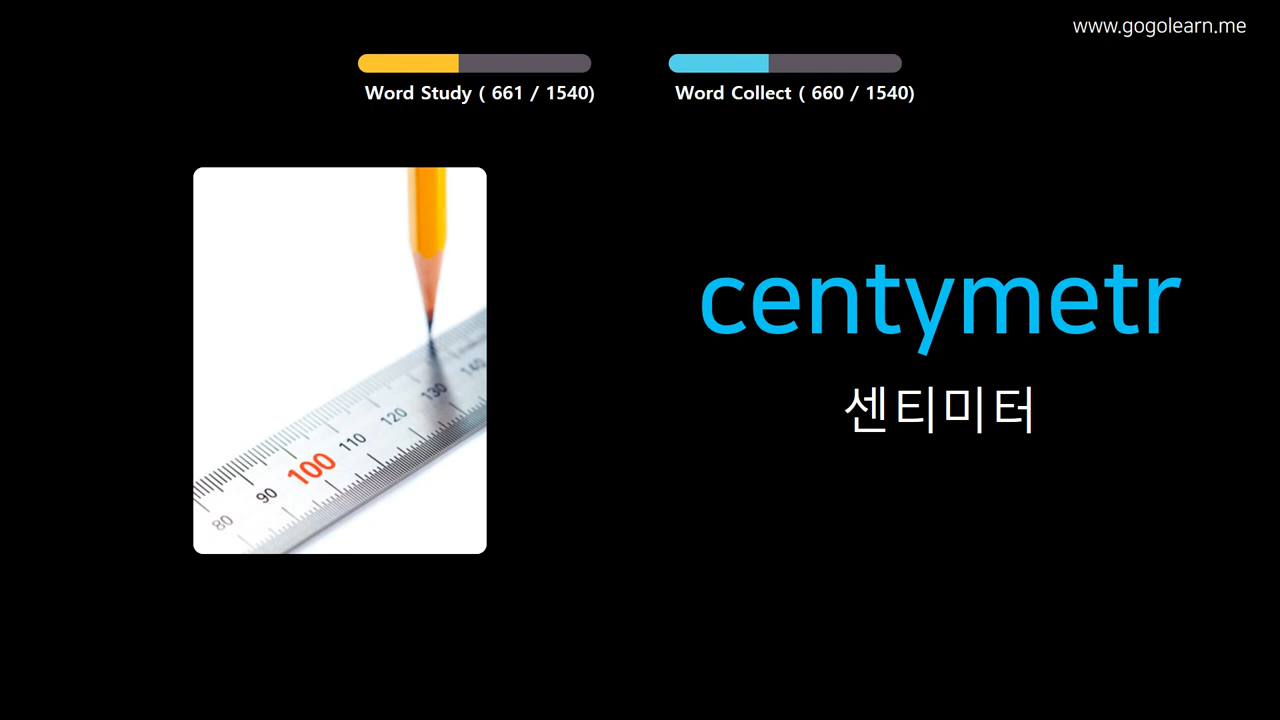 www.gogolearn.me
Word Study ( 661 / 1540)
Word Collect ( 660 / 1540)
centymetr
센티미터
80
90
100
110
120
130
140